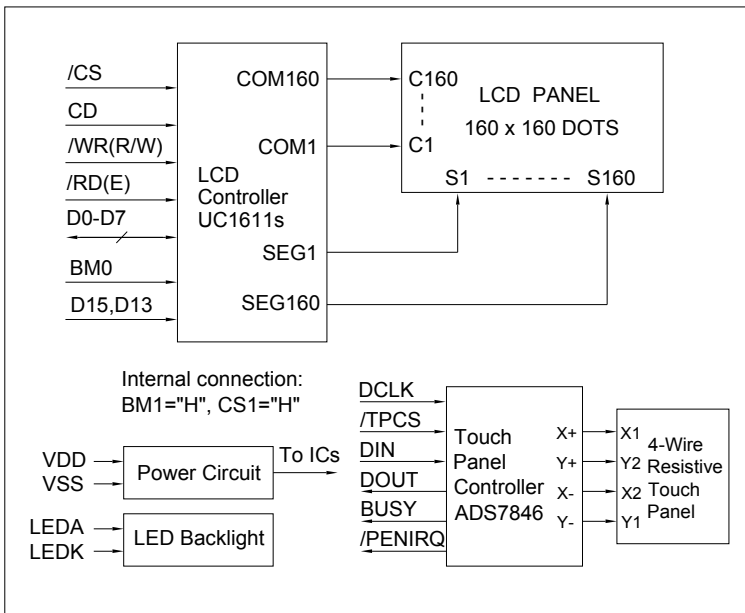 /CS
CD
/WR(R/W)
/RD(E)
D0-D7
BM0
D15,D13
LCD
Controller
UC1611s
COM160
COM1
SEG1
SEG160
C160
C1
LCD PANEL
160 x 160 DOTS
S1 ------- S160
Internal connection:
BM1="H", CS1="H"
VDD
VSS
Power Circuit
To ICs
LEDA
LEDK
LED Backlight
DCLK
/TPCS
DIN
DOUT
BUSY
/PENIRQ
Touch
Panel
Controller
ADS7846
X+
Y+
X-
Y-
X1
Y2
X2
Y1
4-Wire
Resistive
Touch
Panel